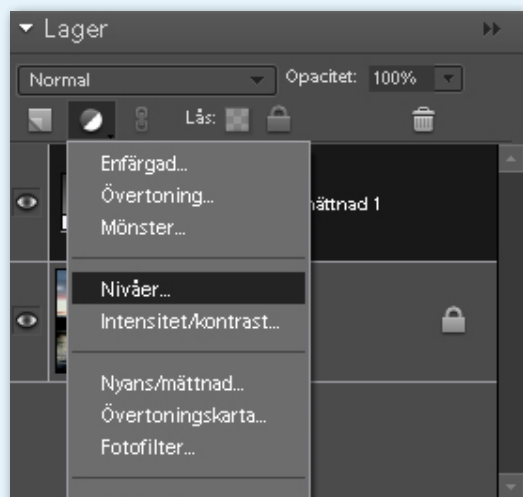 Lager
Normal Opacitet: 100%
Lås:
Enfärgad...
Övertoning...
Mönster...
mättnad 1
Nivåer...
Intensitet/kontrast...
Nyans/mättnad...
Övertoningskarta...
Fotofilter...